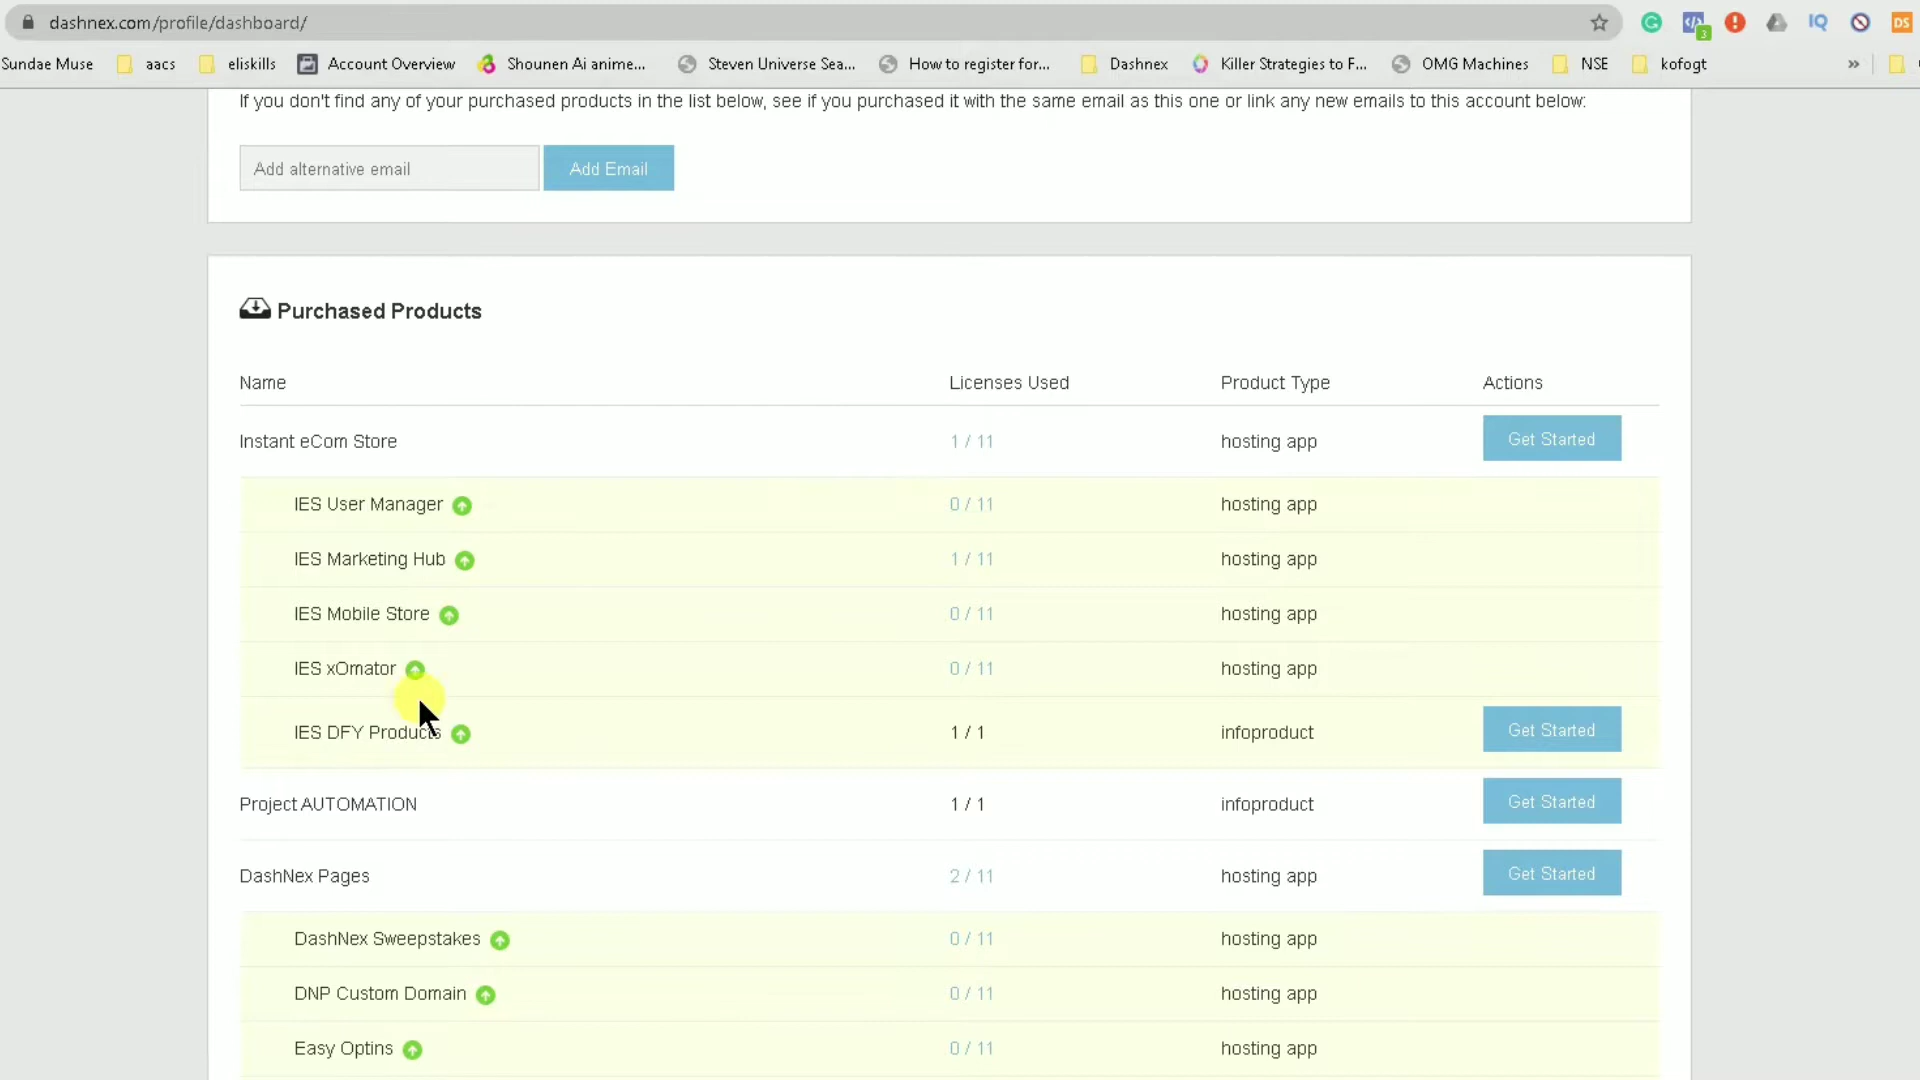 dashnex.com/profile/dashboard/
Sundae Muse aacs eliskills Account Overview Shounen Ai anime... Steven Universe Sea... How to register for... Dashnex Killer Strategies to F... OMG Machines NSE kofogt »
3 IQ DS
If you don't find any of your purchased products in the list below, see if you purchased it with the same email as this one or link any new emails to this account below:
Add alternative email Add Email
Purchased Products
Name Licenses Used Product Type Actions
Instant eCom Store 1 / 11 hosting app Get Started
IES User Manager 0 / 11 hosting app
IES Marketing Hub 1 / 11 hosting app
IES Mobile Store 0 / 11 hosting app
IES xOmator 0 / 11 hosting app
IES DFY Products 1 / 1 infoproduct Get Started
Project AUTOMATION 1 / 1 infoproduct Get Started
DashNex Pages 2 / 11 hosting app Get Started
DashNex Sweepstakes 0 / 11 hosting app
DNP Custom Domain 0 / 11 hosting app
Easy Optins 0 / 11 hosting app